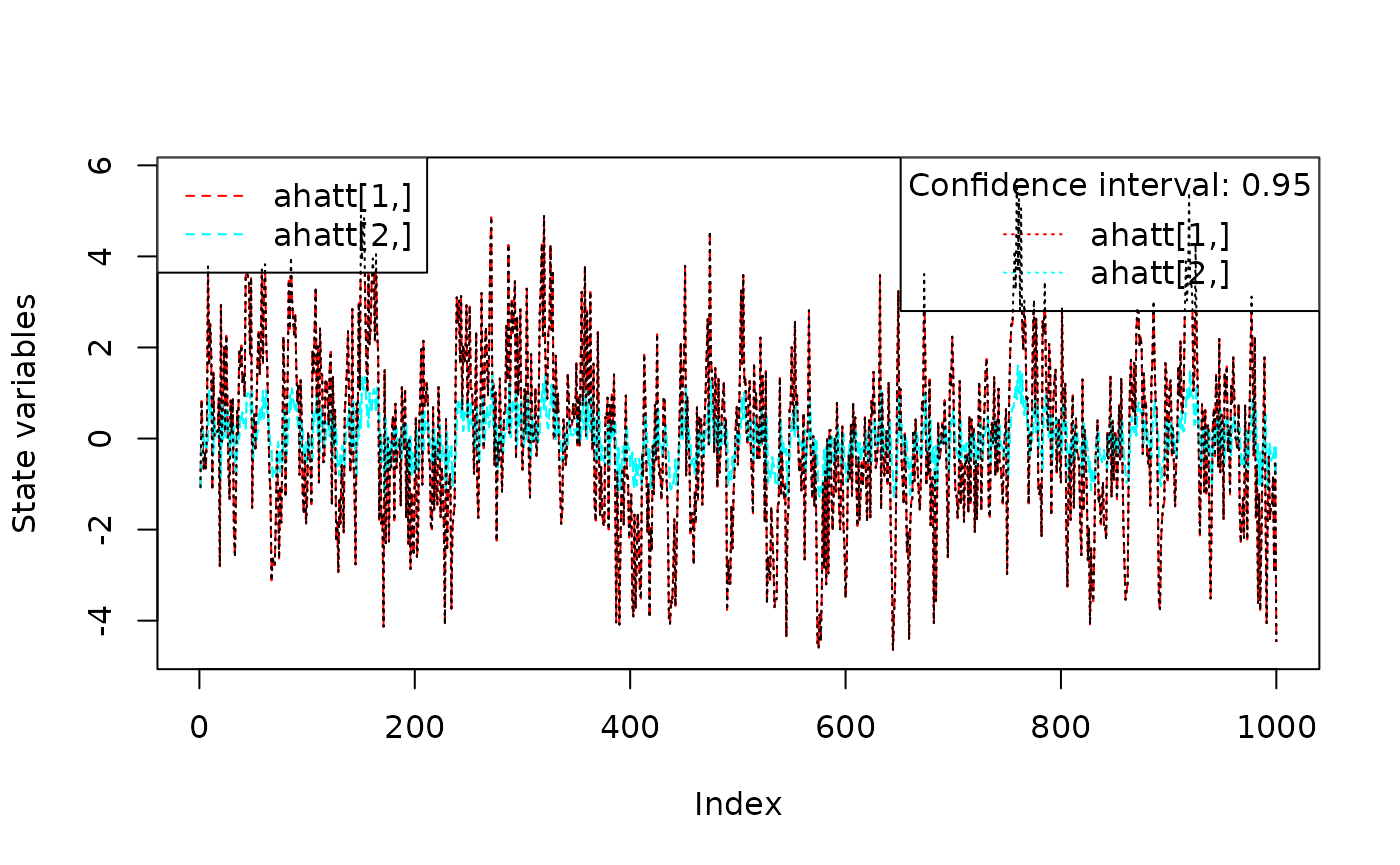 ahatt[1,]
ahatt[2,]
Confidence interval: 0.95
ahatt[1,]
ahatt[2,]
6
4
2
0
-2
-4
State variables
0 200 400 600 800 1000
Index